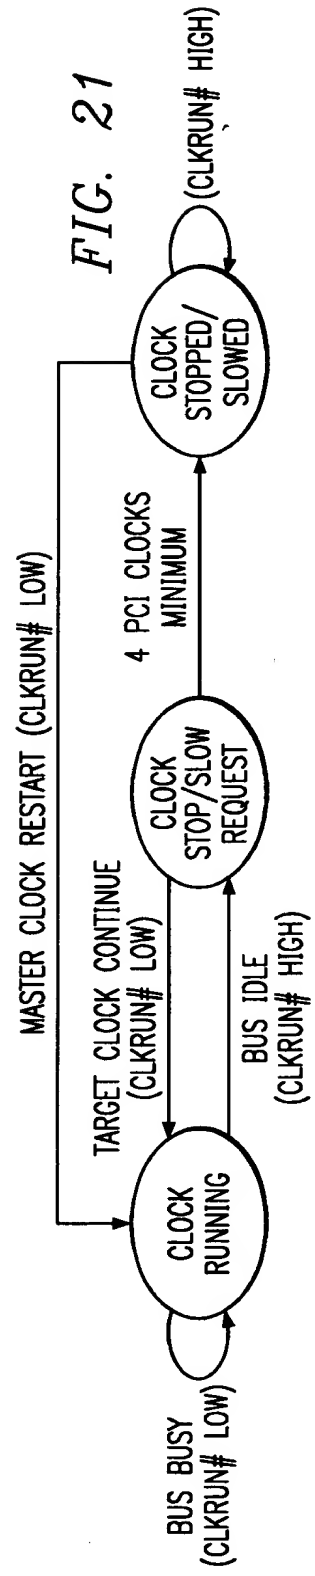 FIG. 21
MASTER CLOCK RESTART (CLKRUN# LOW)
BUS BUSY
(CLKRUN# LOW)
CLOCK
RUNNING
TARGET CLOCK CONTINUE
(CLKRUN# LOW)
BUS IDLE
(CLKRUN# HIGH)
CLOCK
STOP/SLOW
REQUEST
4 PCI CLOCKS
MINIMUM
CLOCK
STOPPED/
SLOWED
(CLKRUN# HIGH)